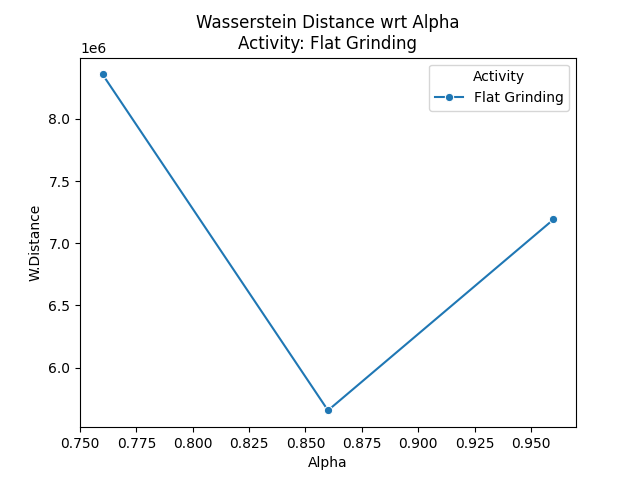 Wasserstein Distance wrt Alpha
Activity: Flat Grinding
1e6
Activity
Flat Grinding
8.0
7.5
7.0
6.5
6.0
W.Distance
0.750 0.775 0.800 0.825 0.850 0.875 0.900 0.925 0.950
Alpha